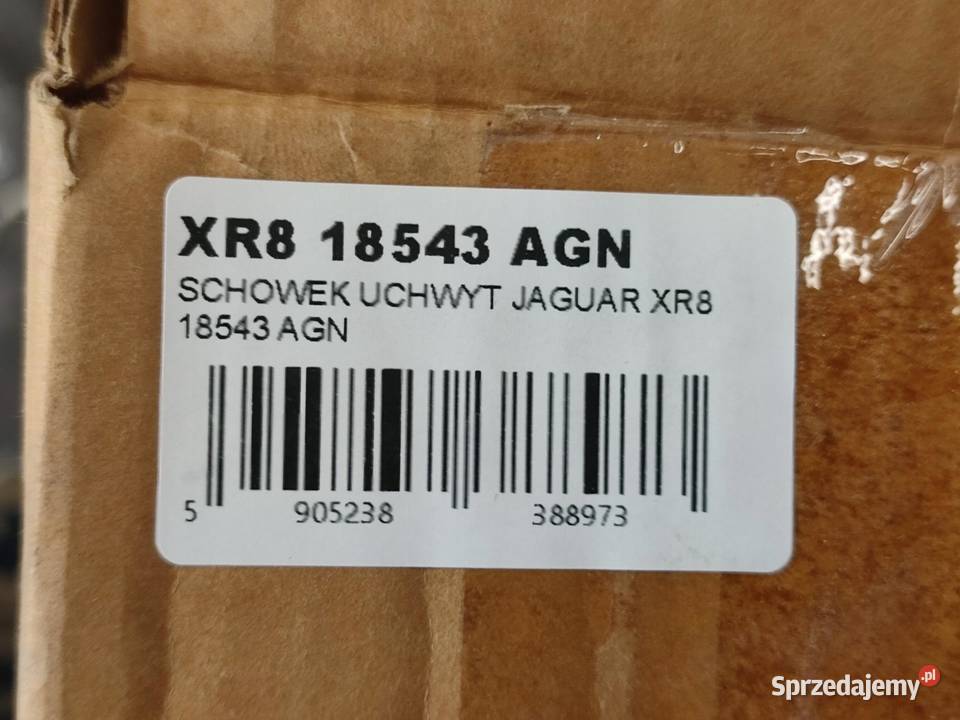 XR8 18543 AGN
SCHOWEK UCHWYT JAGUAR XR8
18543 AGN
5 905238 388973
Sprzedajemy.pl